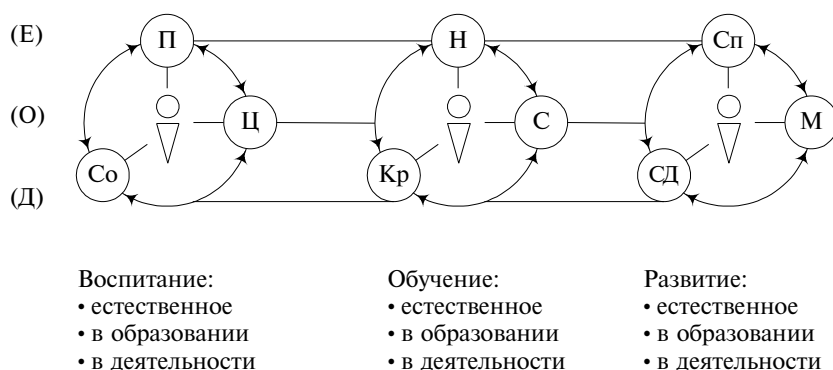 (Е) П Н Сп
(О) Ц С М
Со Кр СД
(Д)
Воспитание: Обучение: Развитие:
• естественное • естественное • естественное
• в образовании • в образовании • в образовании
• в деятельности • в деятельности • в деятельности